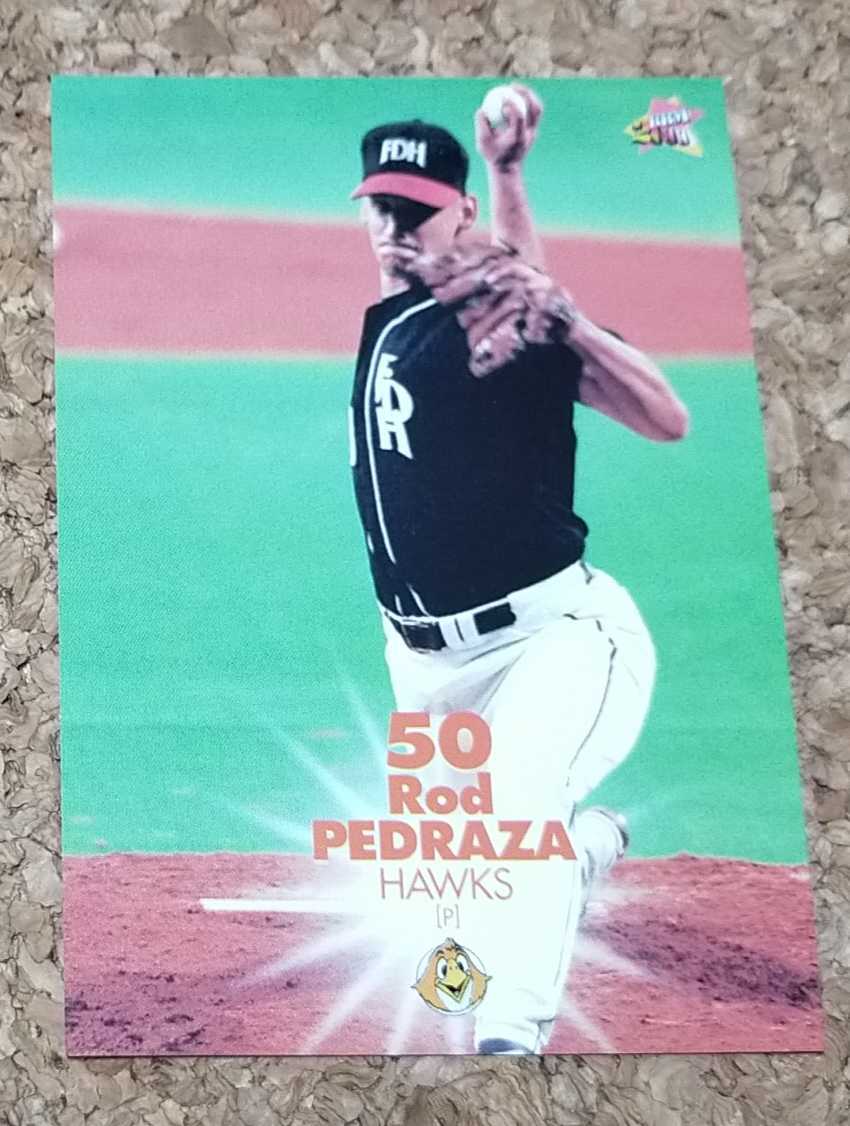 FDH
FDH
50
Rod
PEDRAZA
HAWKS
[P]